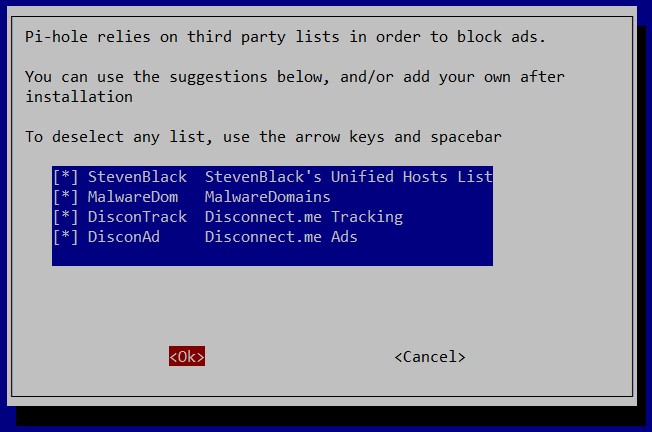 Pi-hole relies on third party lists in order to block ads.
You can use the suggestions below, and/or add your own after
installation
To deselect any list, use the arrow keys and spacebar
[*] StevenBlack  StevenBlack's Unified Hosts List
[*] MalwareDom   MalwareDomains
[*] DisconTrack  Disconnect.me Tracking
[*] DisconAd     Disconnect.me Ads
<Ok>                     <Cancel>